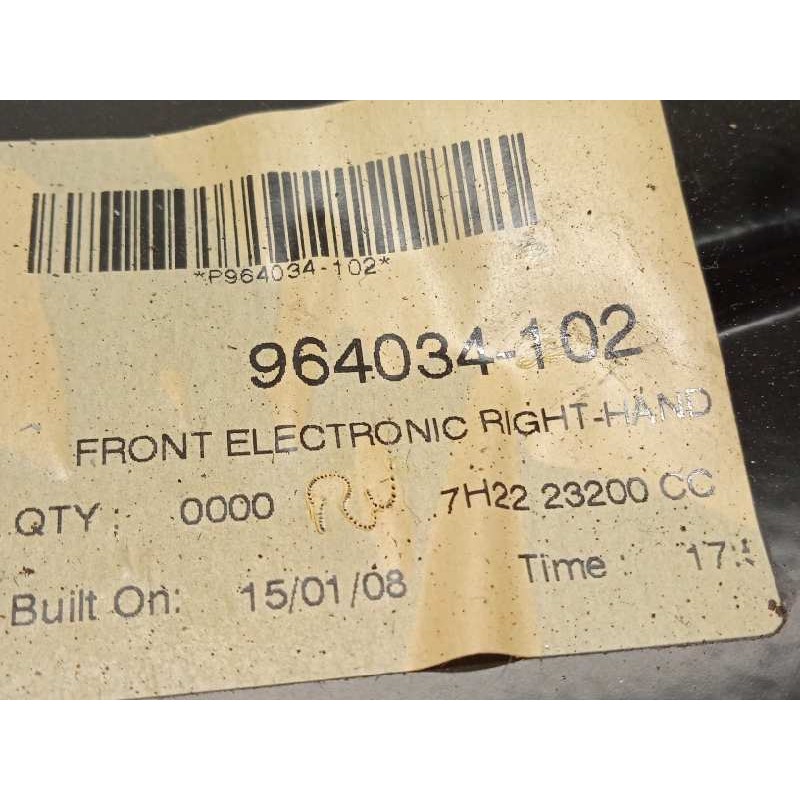 *P964034-102*
964034-102
FRONT ELECTRONIC RIGHT-HAND
QTY : 0000 7H22 23200 CC
Built On: 15/01/08 Time : 17: